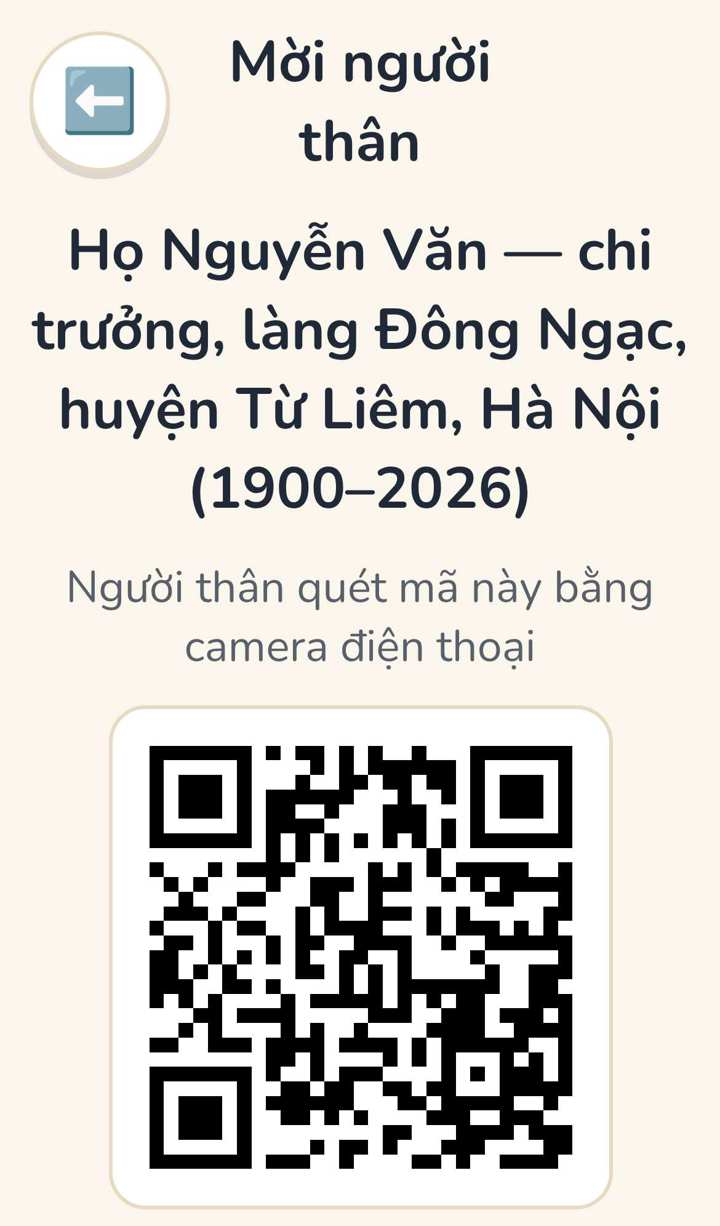 Mời người
thân
Họ Nguyễn Văn — chi
trưởng, làng Đông Ngạc,
huyện Từ Liêm, Hà Nội
(1900–2026)
Người thân quét mã này bằng
camera điện thoại